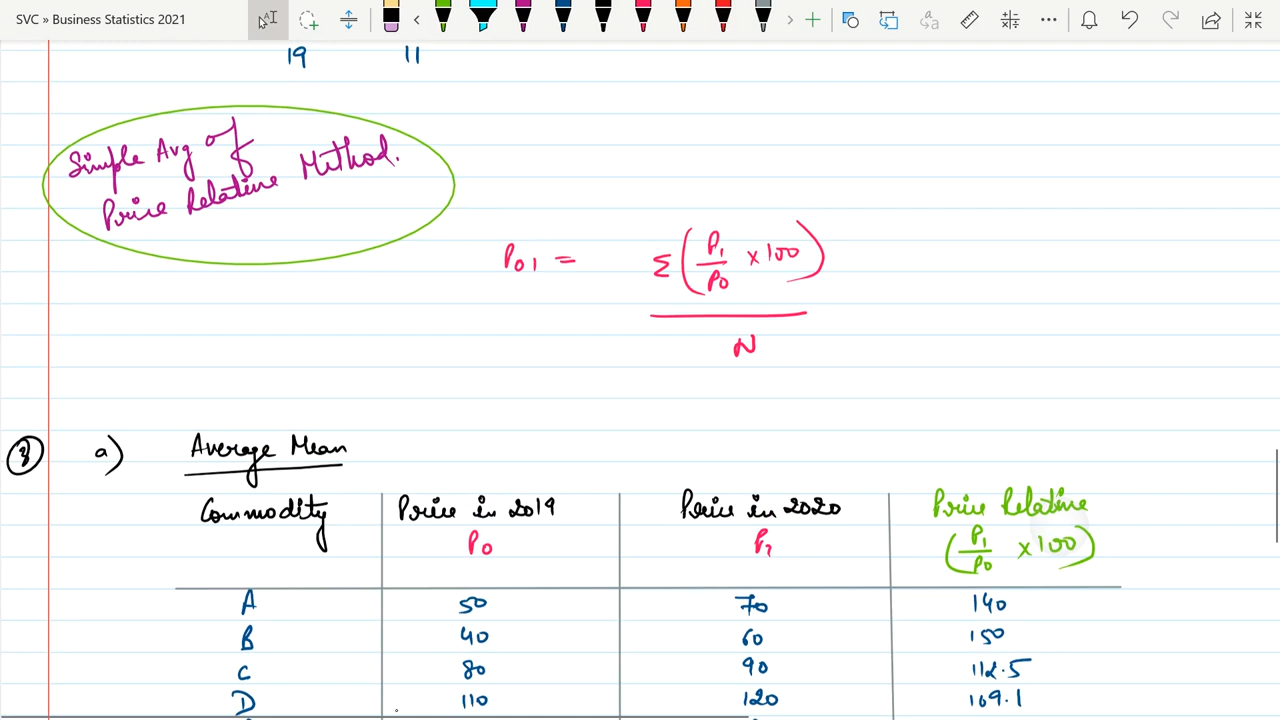 SVC » Business Statistics 2021
19 11
Simple Avg of
Price Relative Method.
P01 = Σ(P1/P0 ×100)
N
8 a) Average Mean
Commodity Price in 2019 Price in 2020 Price Relative
P0 P1 (P1/P0 ×100)
A 50 70 140
B 40 60 150
C 80 90 112.5
D 110 120 109.1